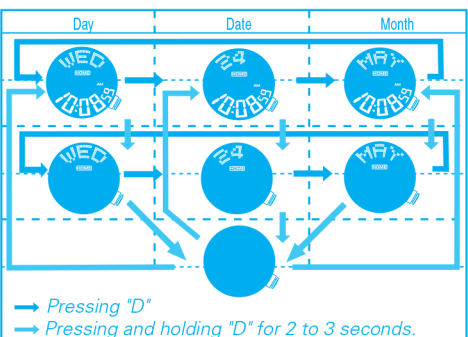 Day Date Month
WED 24 MAY
HOME HOME HOME
10:08 59 10:08 59 10:08 59
WED 24 MAY
HOME HOME HOME
Pressing "D"
Pressing and holding "D" for 2 to 3 seconds.